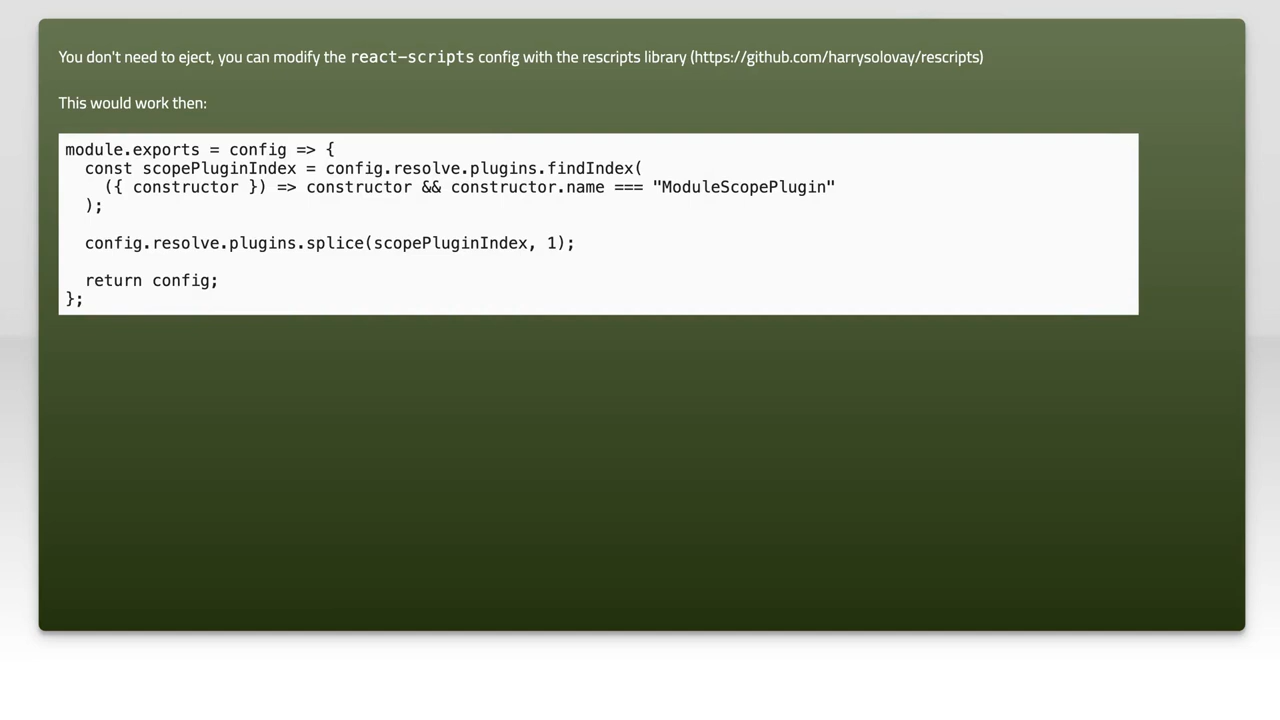 You don't need to eject, you can modify the react-scripts config with the rescripts library (https://github.com/harrysolovay/rescripts)
This would work then:
module.exports = config => {
  const scopePluginIndex = config.resolve.plugins.findIndex(
    ({ constructor }) => constructor && constructor.name === "ModuleScopePlugin"
  );
  config.resolve.plugins.splice(scopePluginIndex, 1);
  return config;
};